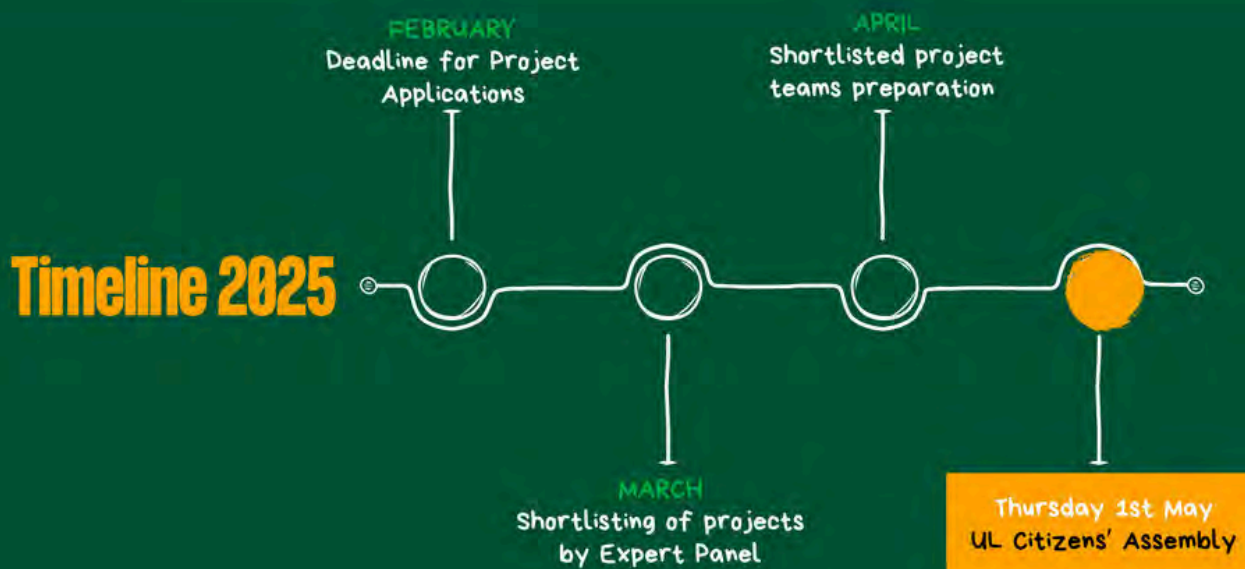 FEBRUARY
Deadline for Project
Applications
APRIL
Shortlisted project
teams preparation
Timeline 2025
MARCH
Shortlisting of projects
by Expert Panel
Thursday 1st May
UL Citizens' Assembly